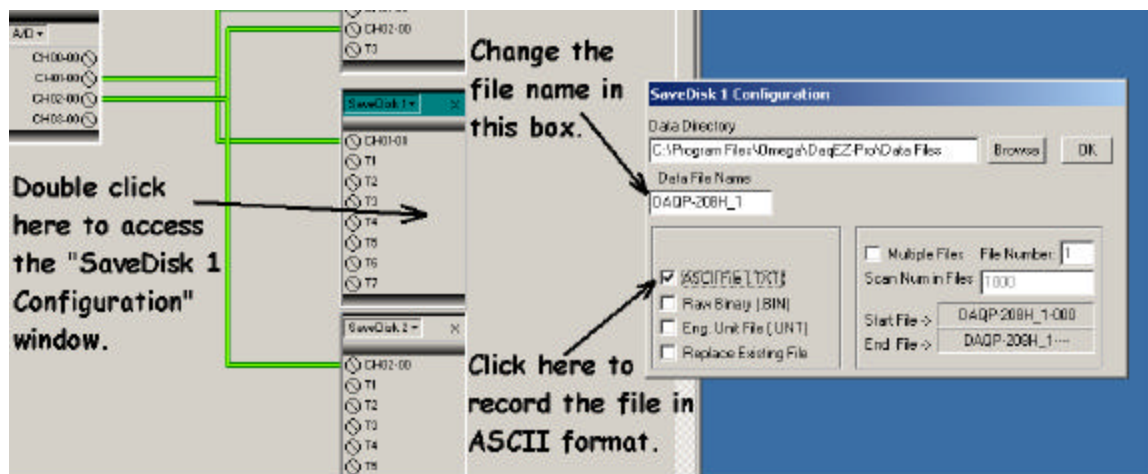 CH02-00
T3
A/D
CH00-00
CH01-00
CH02-00
CH03-00
SaveDisk 1
X
CH01-00
T1
T2
T3
T4
T5
T6
T7
SaveDisk 2
X
CH02-00
T1
T2
T3
T4
T5
Double click
here to access
the "SaveDisk 1
Configuration"
window.
Change the
file name in
this box.
Click here to
record the file in
ASCII format.
SaveDisk 1 Configuration
Data Directory
C:\Program Files\Omega\DaqEZ-Pro\Data Files
Browse
OK
Data File Name
DAQP-208H_1
ASCII File (.TXT)
Raw Binary (.BIN)
Eng. Unit File (.UNT)
Replace Existing File
Multiple Files
File Number:
1
Scan Num in Files:
1000
Start File ->
DAQP-208H_1-000
End File ->
DAQP-208H_1----